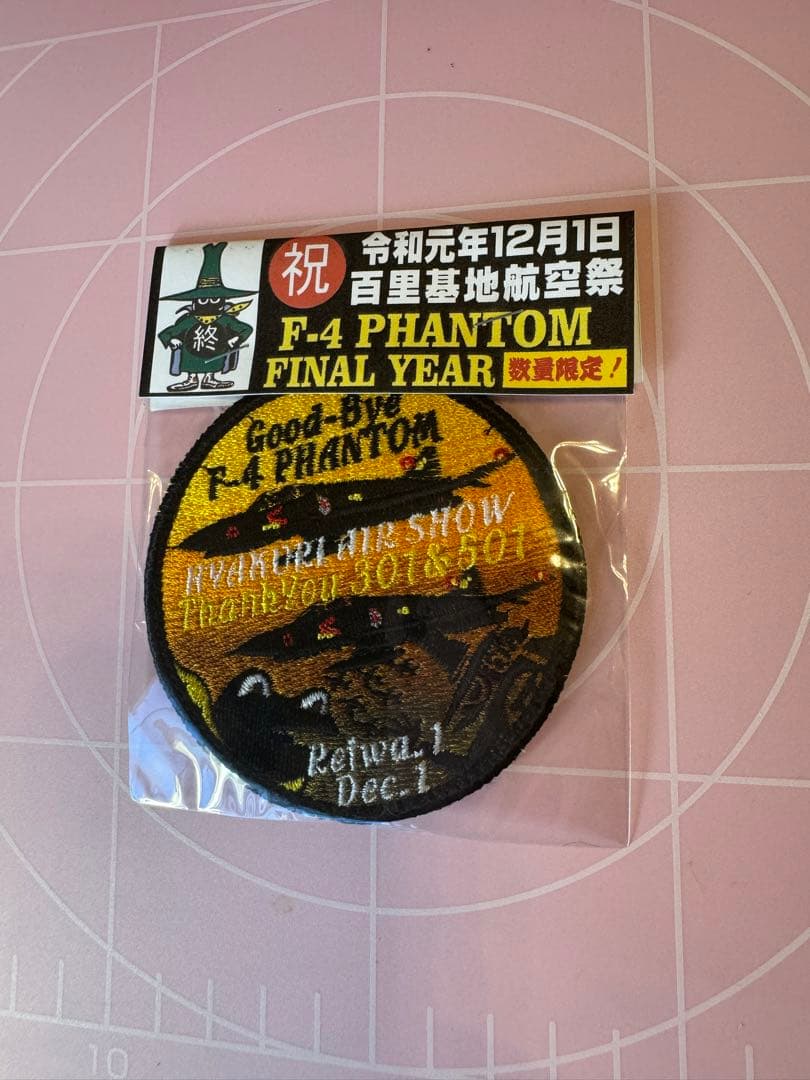 祝
令和元年12月1日
百里基地航空祭
F-4 PHANTOM
FINAL YEAR 数量限定!
終
Good-Bye
F-4 PHANTOM
HYAKURI AIR SHOW
ThankYou 301&501
Reiwa.1
Dec.1
10